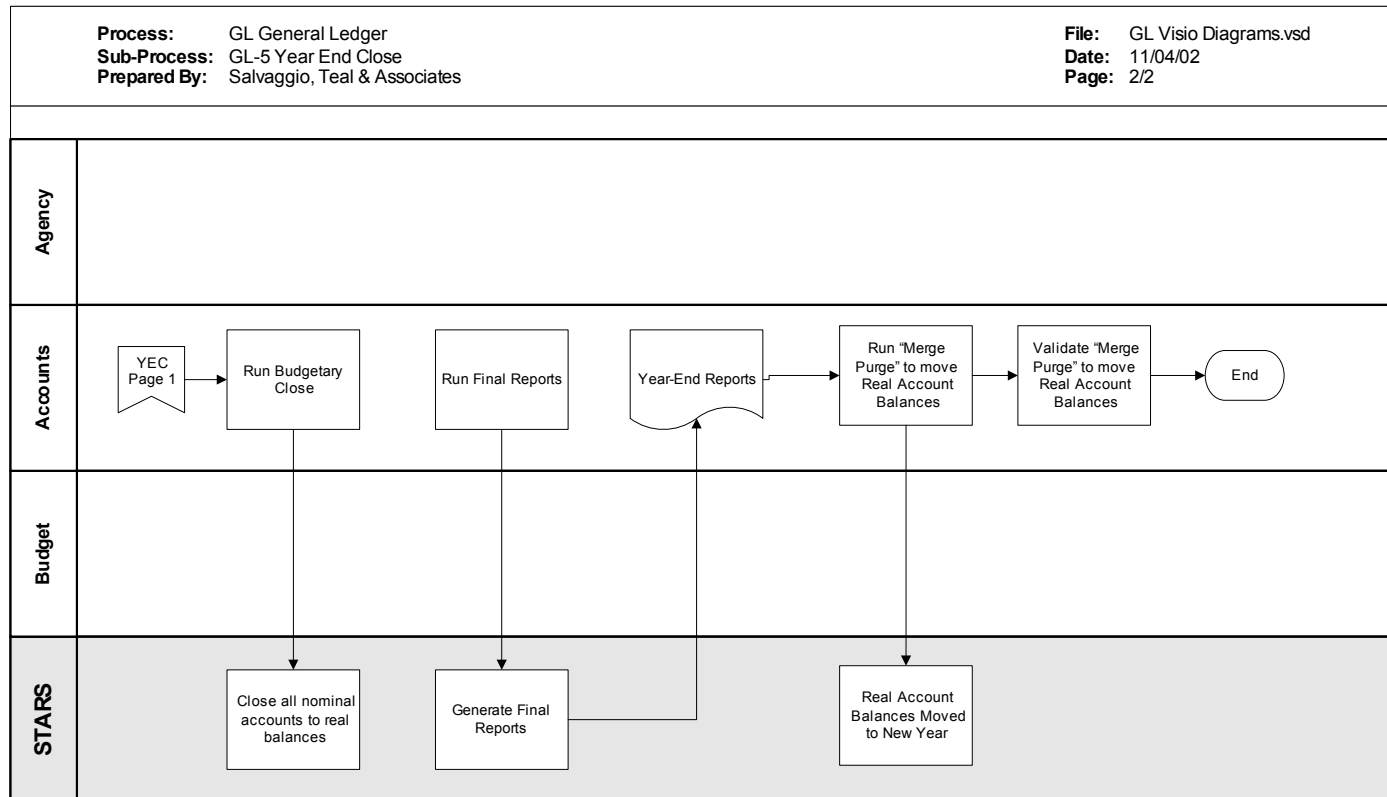 Process: GL General Ledger
Sub-Process: GL-5 Year End Close
Prepared By: Salvaggio, Teal & Associates
File: GL Visio Diagrams.vsd
Date: 11/04/02
Page: 2/2
Agency
Accounts
YEC
Page 1
Run Budgetary
Close
Run Final Reports
Year-End Reports
Run “Merge
Purge” to move
Real Account
Balances
Validate “Merge
Purge” to move
Real Account
Balances
End
Budget
STARS
Close all nominal
accounts to real
balances
Generate Final
Reports
Real Account
Balances Moved
to New Year